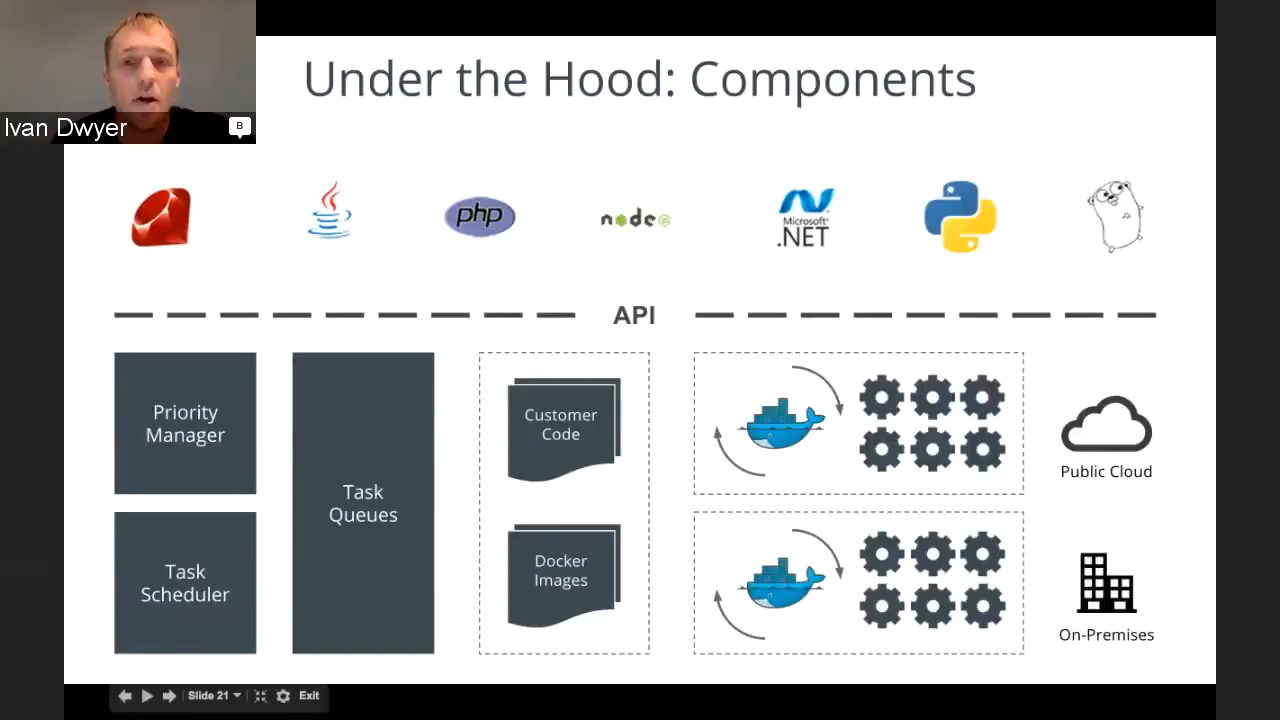 Ivan Dwyer
B
Under the Hood: Components
php
node
JS
Microsoft®
.NET
API
Priority
Manager
Task
Scheduler
Task
Queues
Customer
Code
Docker
Images
Public Cloud
On-Premises
Slide 21
Exit